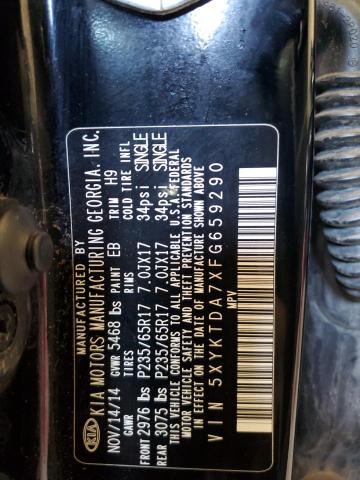 MANUFACTURED BY
KIA KIA MOTORS MANUFACTURING GEORGIA, INC.
NOV/14/14 GVWR 5468 lbs PAINT EB TRIM H9
GAWR TIRES RIMS COLD TIRE INFL
FRONT 2976 lbs P235/65R17 7.0JX17 34psi SINGLE
REAR 3075 lbs P235/65R17 7.0JX17 34psi SINGLE
THIS VEHICLE CONFORMS TO ALL APPLICABLE U.S.A. FEDERAL
MOTOR VEHICLE SAFETY AND THEFT PREVENTION STANDARDS
IN EFFECT ON THE DATE OF MANUFACTURE SHOWN ABOVE
VIN 5XYKTDA7XFG659290
MPV